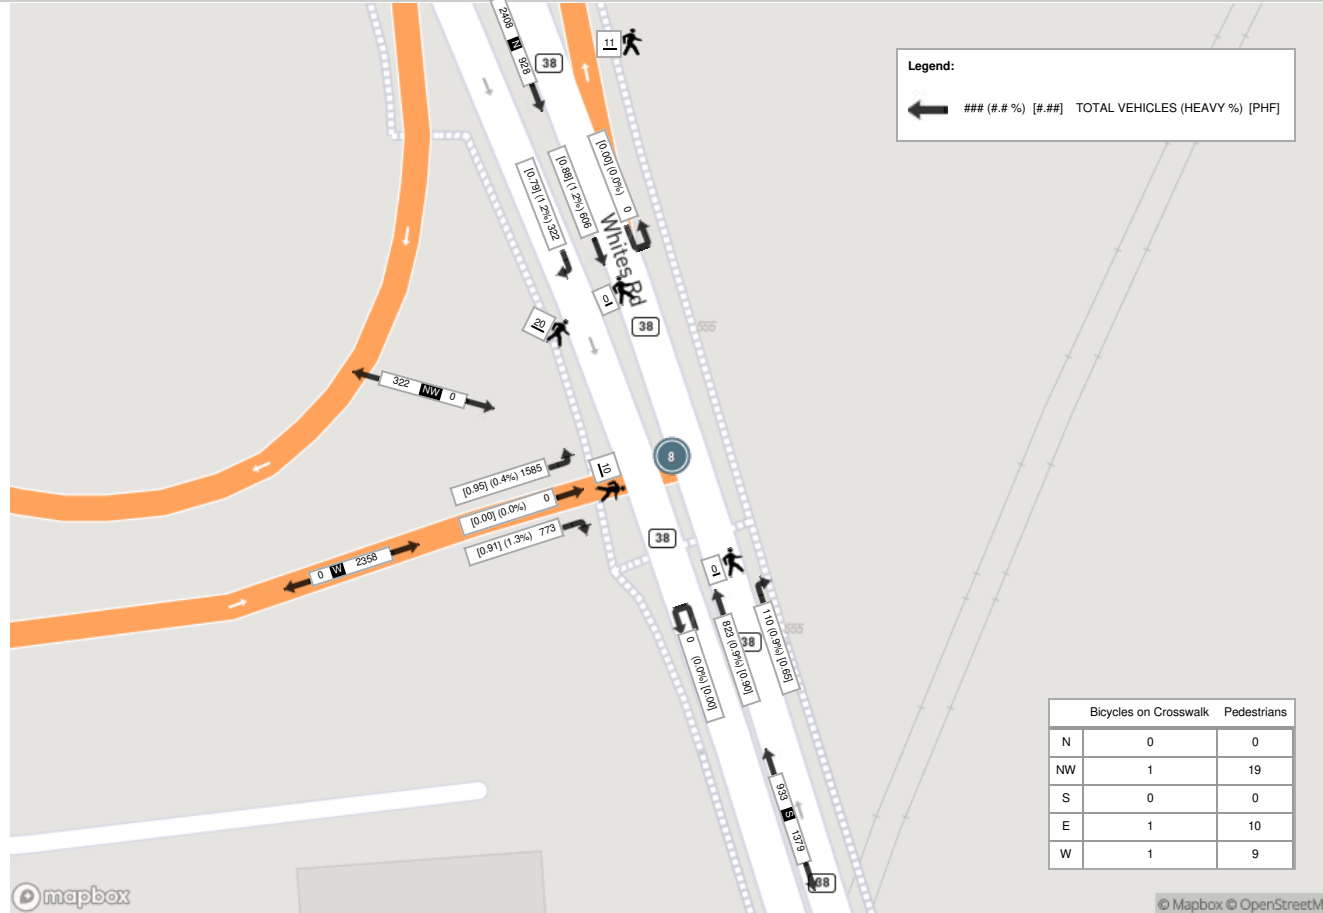 2408 N 928
38
11
Legend:
### (#.# %) [#.##] TOTAL VEHICLES (HEAVY %) [PHF]
[0.79] (1.2%) 322
[0.88] (1.2%) 606
[0.00] (0.0%) 0
Whites Rd
0
20
38
555
322 NW 0
8
[0.95] (0.4%) 1585
10
[0.00] (0.0%) 0
[0.91] (1.3%) 773
38
0 W 2358
0
0 (0.0%) [0.00]
823 (0.9%) [0.90]
38
110 (0.9%) [0.65]
555
933 S 1379
38
Bicycles on Crosswalk Pedestrians
N 0 0
NW 1 19
S 0 0
E 1 10
W 1 9
mapbox
© Mapbox © OpenStreetM